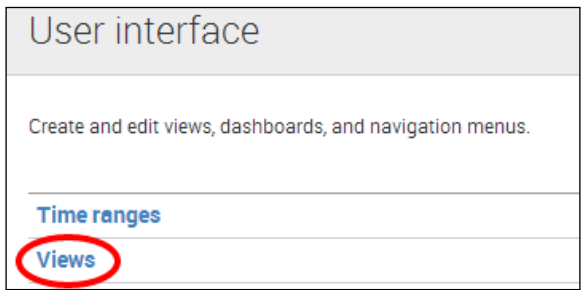 User interface
Create and edit views, dashboards, and navigation menus.
Time ranges
Views